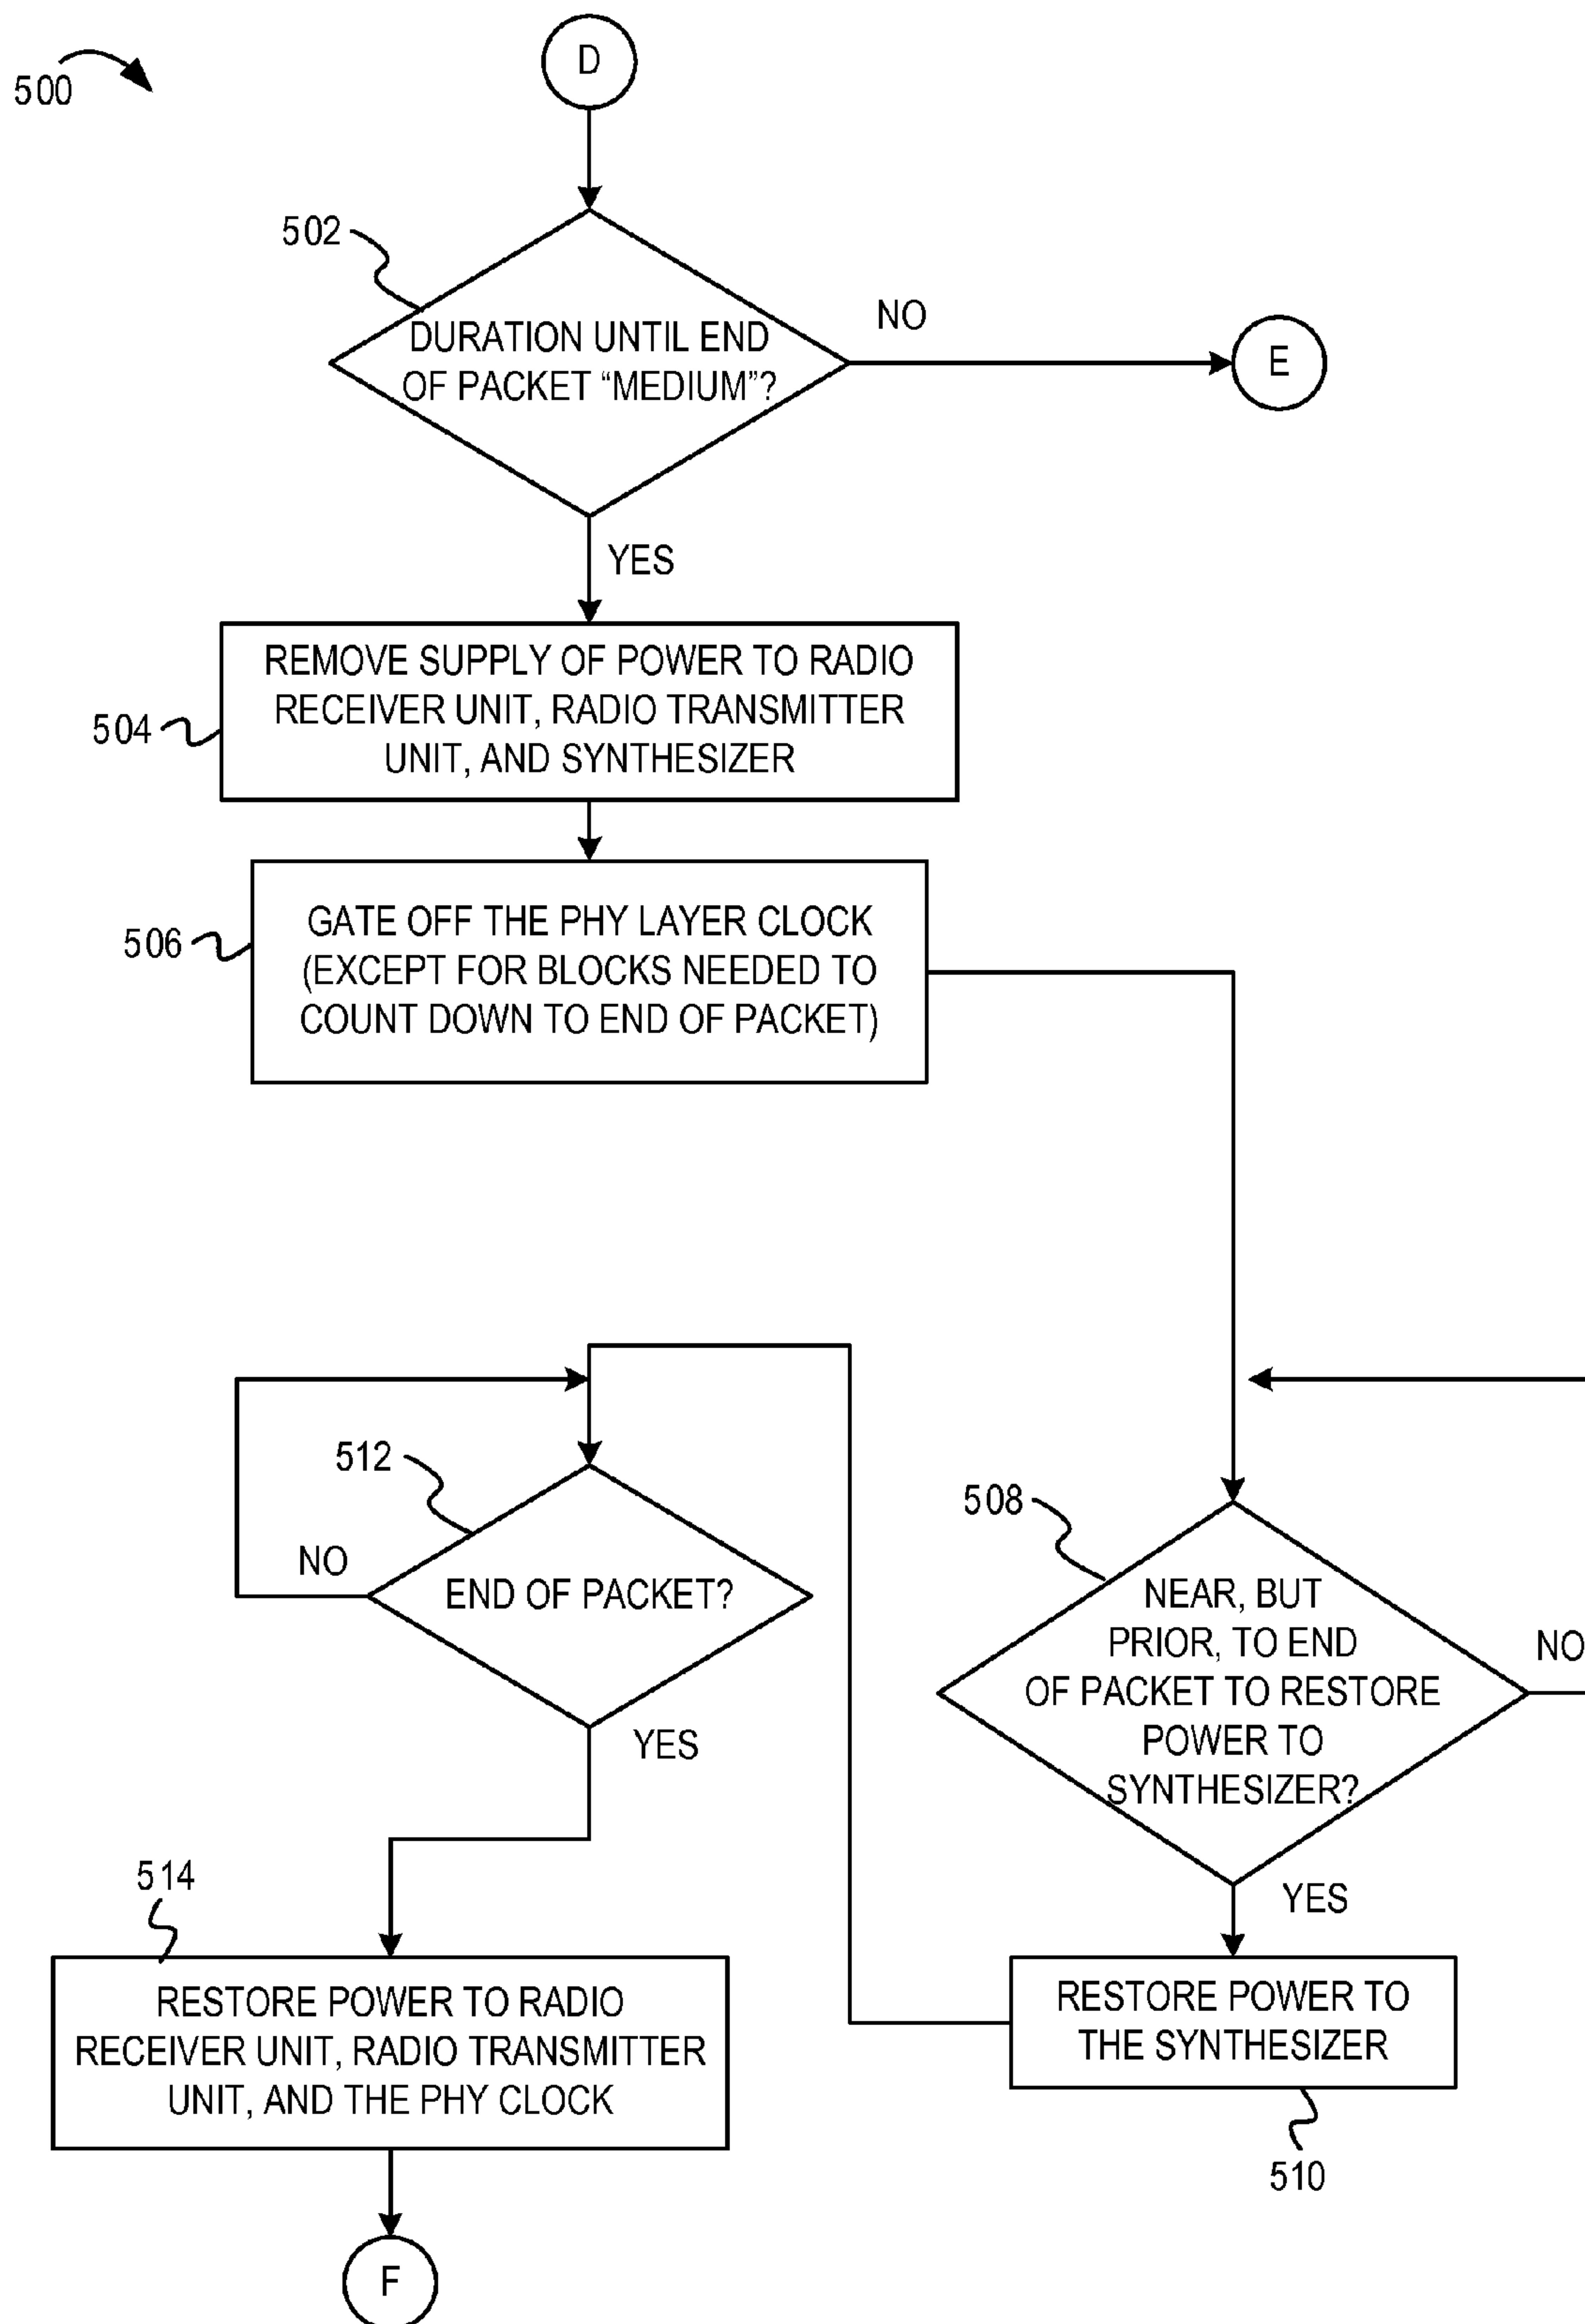 500
D
502
DURATION UNTIL END
OF PACKET “MEDIUM”?
NO
E
YES
504
REMOVE SUPPLY OF POWER TO RADIO
RECEIVER UNIT, RADIO TRANSMITTER
UNIT, AND SYNTHESIZER
506
GATE OFF THE PHY LAYER CLOCK
(EXCEPT FOR BLOCKS NEEDED TO
COUNT DOWN TO END OF PACKET)
508
NEAR, BUT
PRIOR, TO END
OF PACKET TO RESTORE
POWER TO
SYNTHESIZER?
NO
YES
RESTORE POWER TO
THE SYNTHESIZER
510
512
END OF PACKET?
NO
YES
514
RESTORE POWER TO RADIO
RECEIVER UNIT, RADIO TRANSMITTER
UNIT, AND THE PHY CLOCK
F